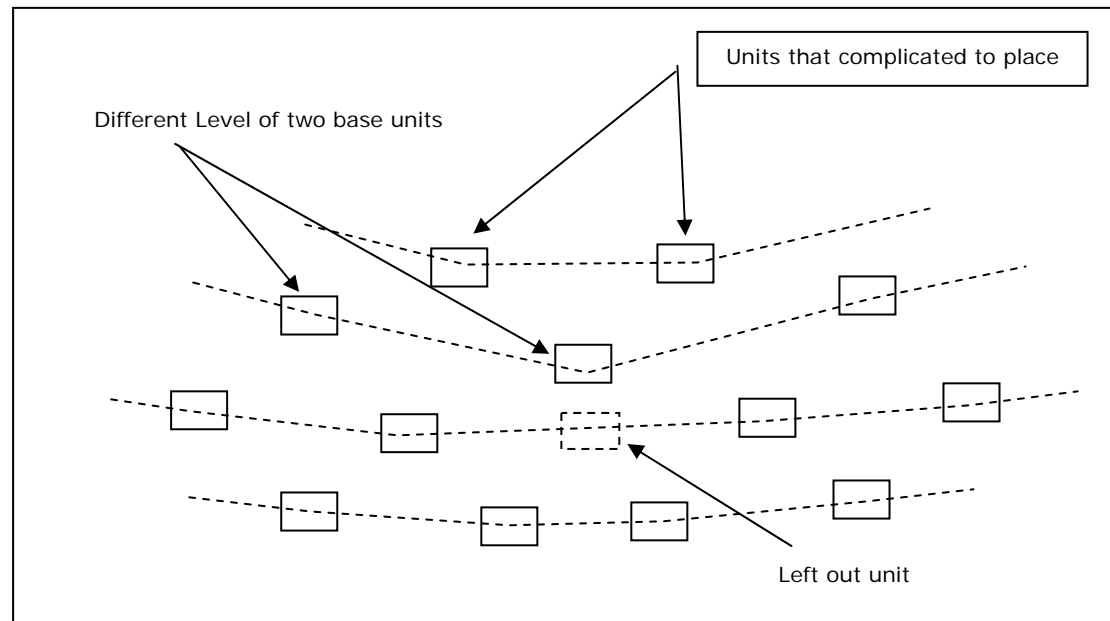 Units that complicated to place
Different Level of two base units
Left out unit